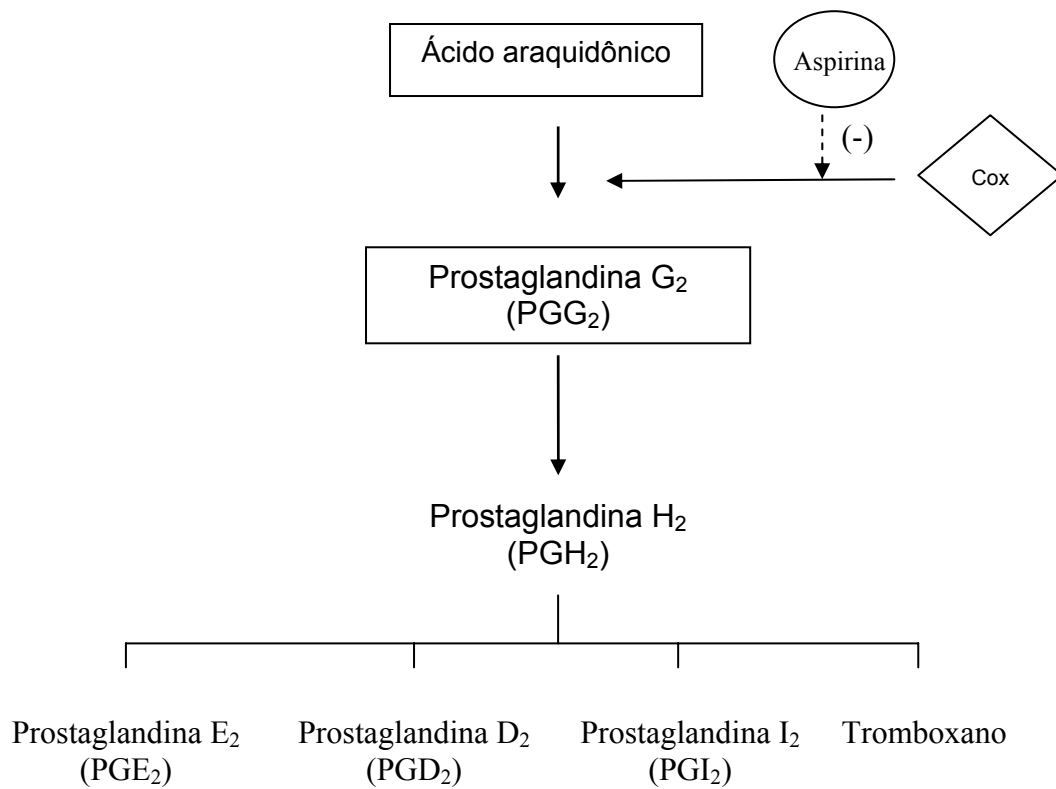 Ácido araquidônico
Aspirina
(-)
Cox
Prostaglandina G₂
(PGG₂)
Prostaglandina H₂
(PGH₂)
Prostaglandina E₂
(PGE₂)
Prostaglandina D₂
(PGD₂)
Prostaglandina I₂
(PGI₂)
Tromboxano